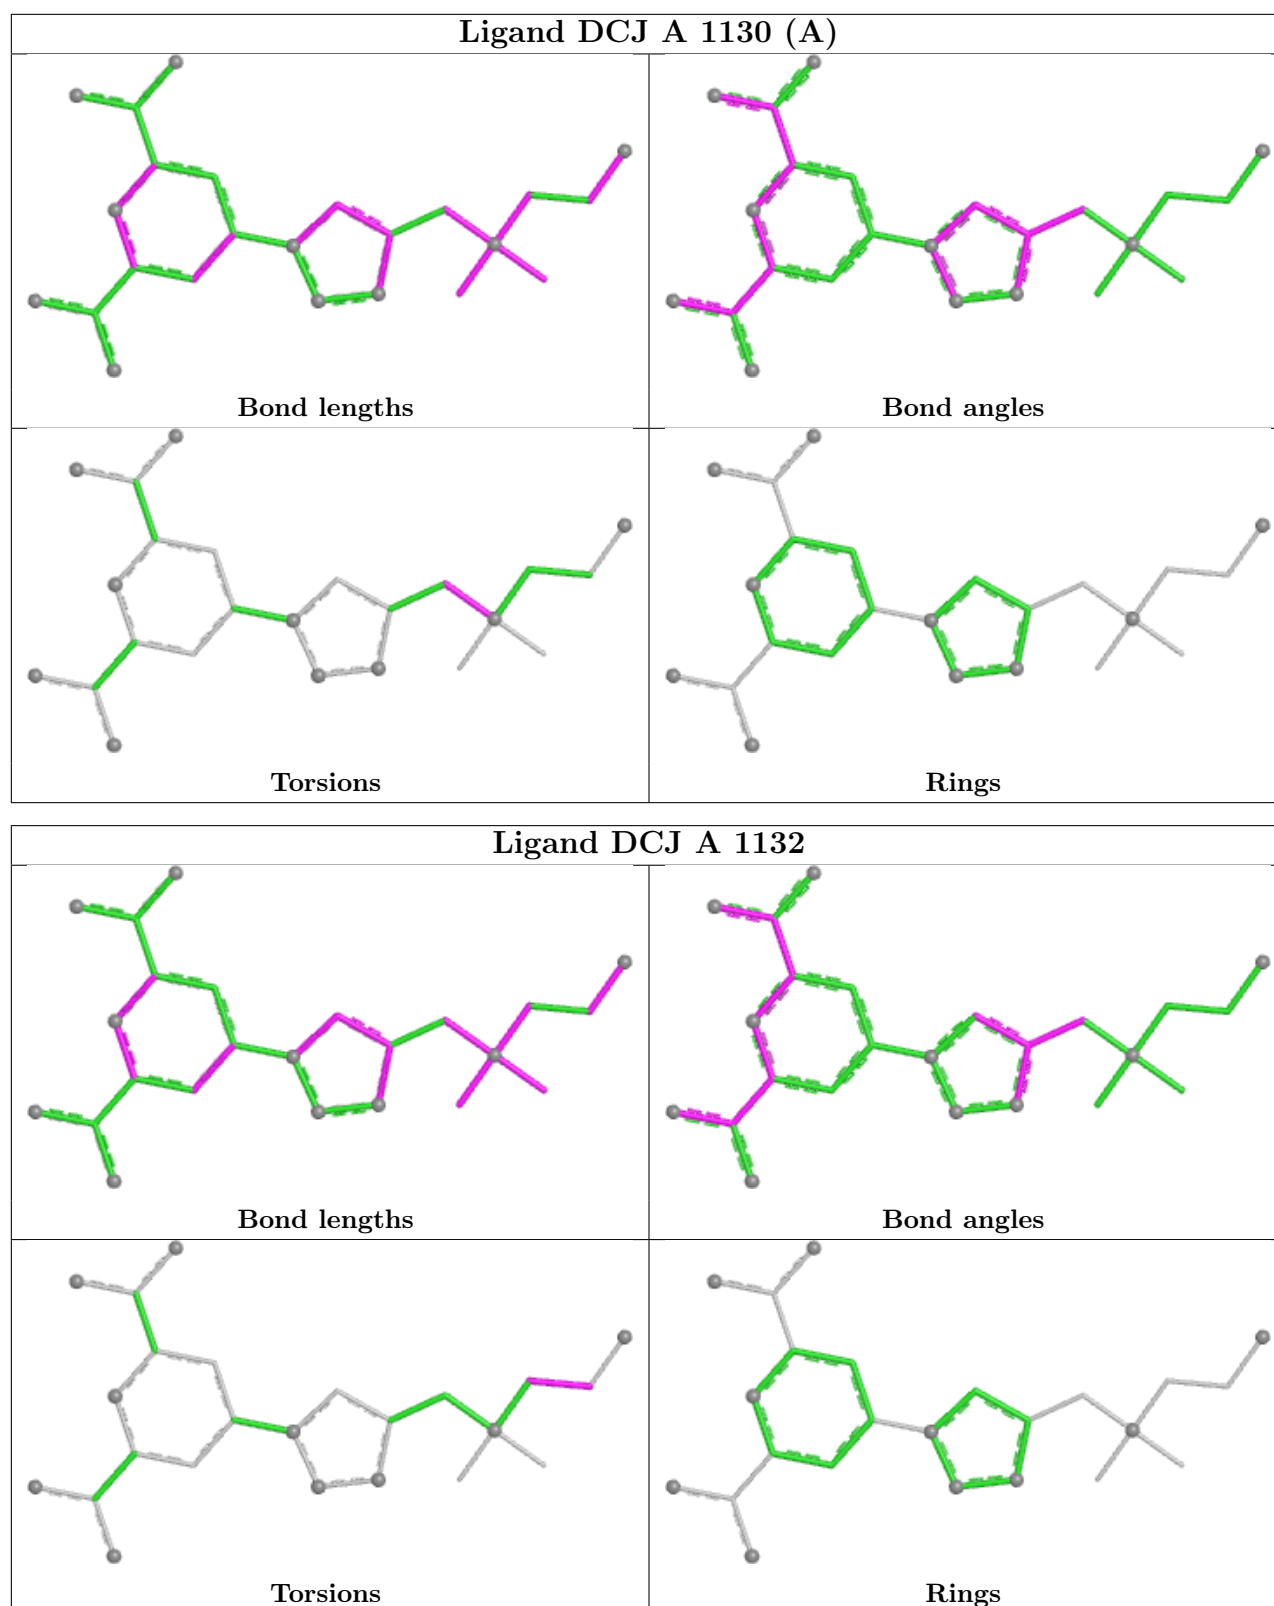 Ligand DCJ A 1130 (A)
Bond lengths
Bond angles
Torsions
Rings
Ligand DCJ A 1132
Bond lengths
Bond angles
Torsions
Rings